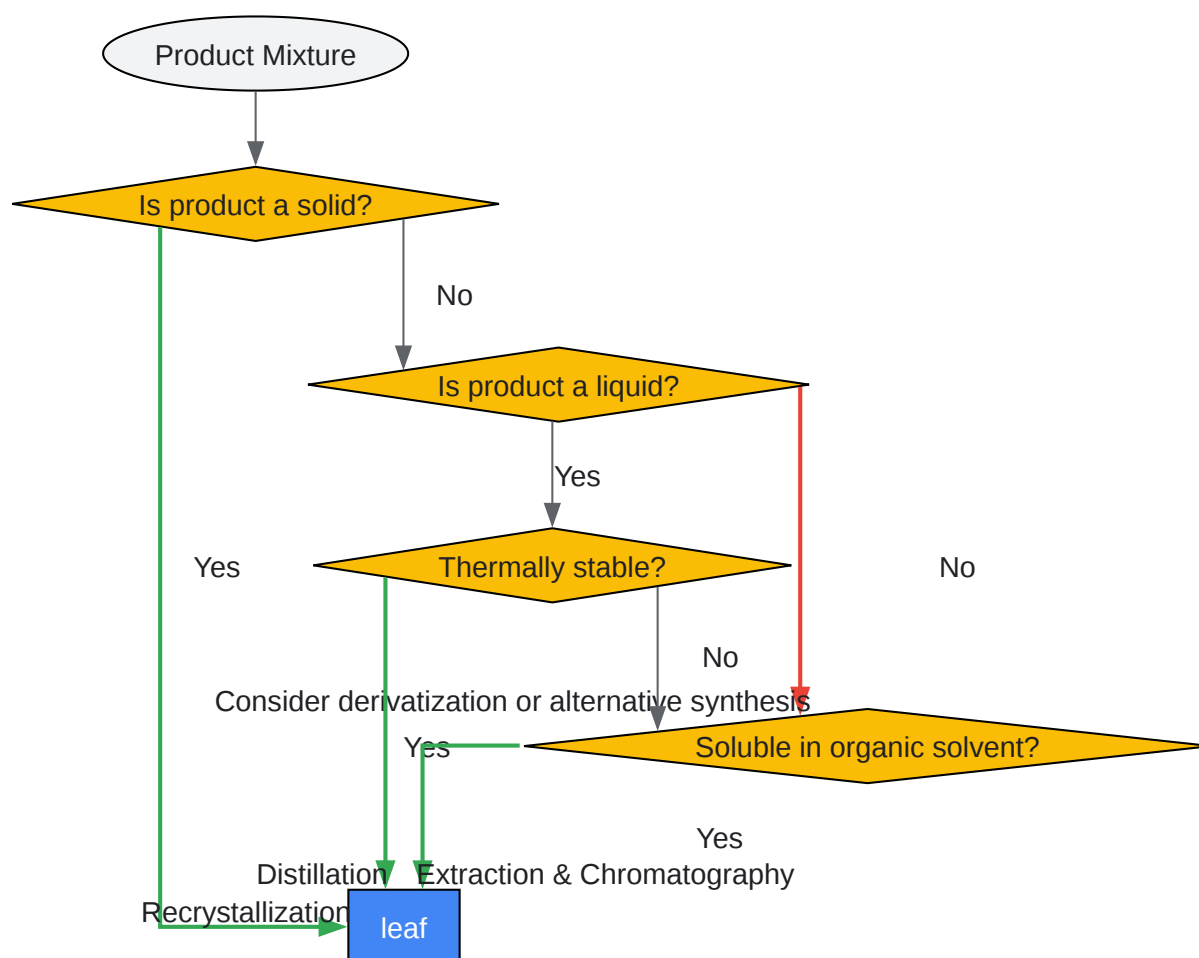 Product Mixture
Is product a solid?
No
Is product a liquid?
Yes
Thermally stable?
Yes
No
No
Consider derivatization or alternative synthesis
Yes
Soluble in organic solvent?
Yes
Distillation
Extraction & Chromatography
Recrystallization
leaf